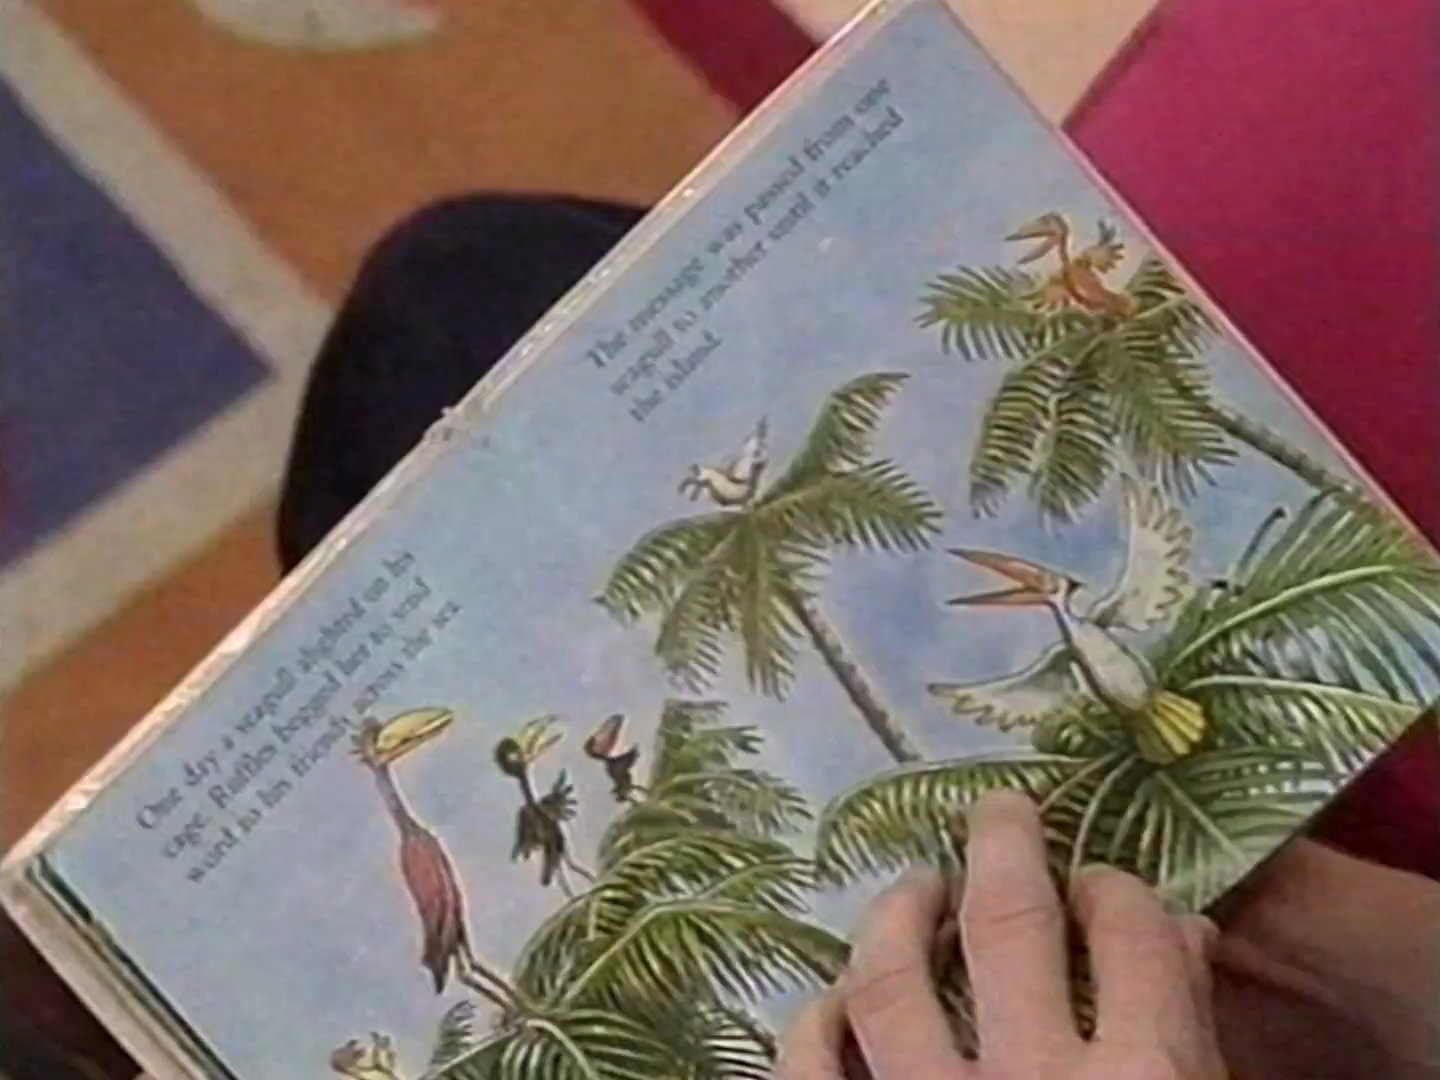 One day a seagull alighted on his
cage. Raffles begged her to send
word to his friends across the sea.
The message was passed from one
seagull to another until it reached
the island.